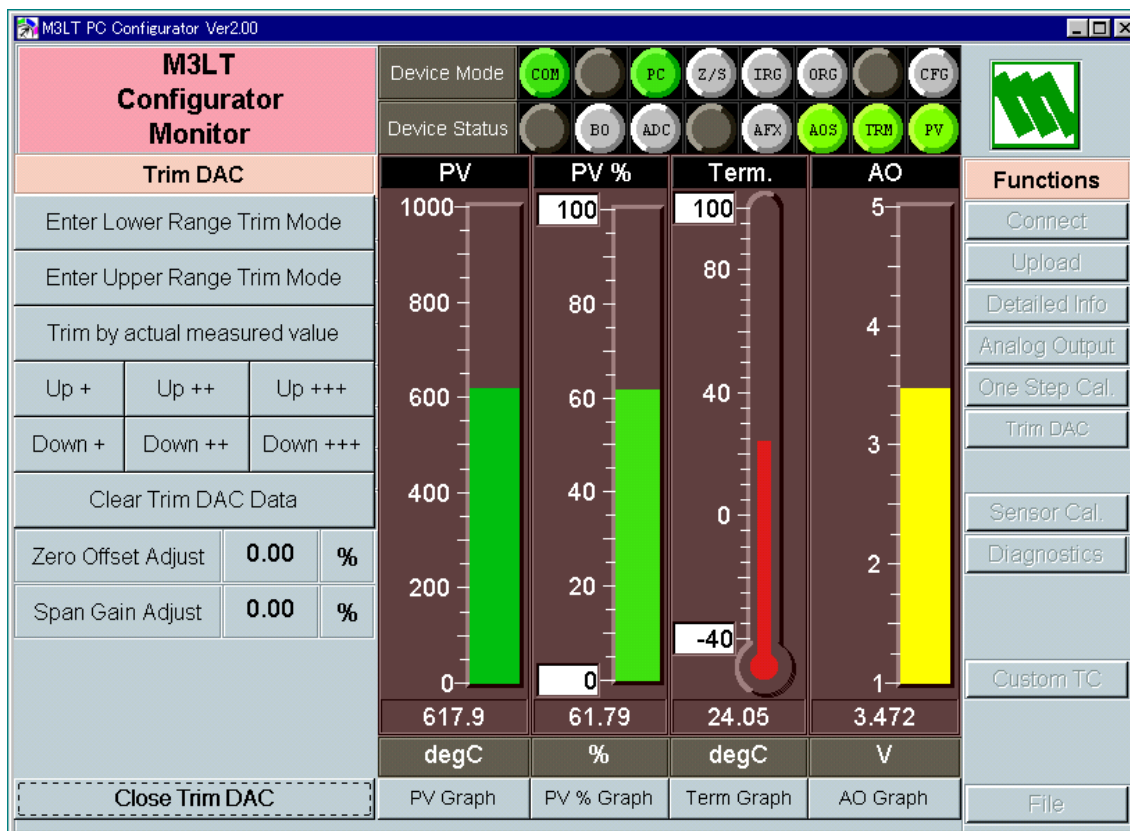 M3LT PC Configurator Ver2.00
M3LT
Configurator
Monitor
Device Mode
COM
PC
Z/S
IRG
ORG
CFG
Device Status
BO
ADC
AFX
AOS
TRM
PV
Trim DAC
Enter Lower Range Trim Mode
Enter Upper Range Trim Mode
Trim by actual measured value
Up +
Up ++
Up +++
Down +
Down ++
Down +++
Clear Trim DAC Data
Zero Offset Adjust
0.00
%
Span Gain Adjust
0.00
%
Close Trim DAC
PV
1000
800
600
400
200
0
617.9
degC
PV Graph
PV %
100
80
60
40
20
0
61.79
%
PV % Graph
Term.
100
80
40
0
-40
24.05
degC
Term Graph
AO
5
4
3
2
1
3.472
V
AO Graph
Functions
Connect
Upload
Detailed Info
Analog Output
One Step Cal.
Trim DAC
Sensor Cal.
Diagnostics
Custom TC
File